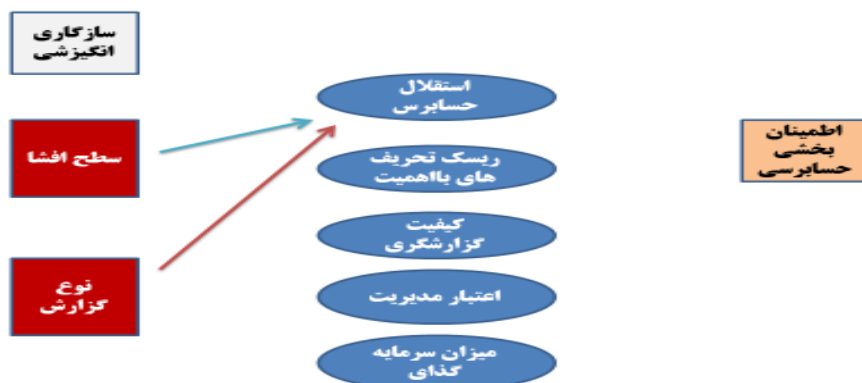 سازگاری
انگیزشی
استقلال
حسابرس
سطح افشا
اطمینان
بخشی
حسابرسی
ریسک تحریف
های بااهمیت
کیفیت
گزارشگری
نوع
گزارش
اعتبار مدیریت
میزان سرمایه
گذای